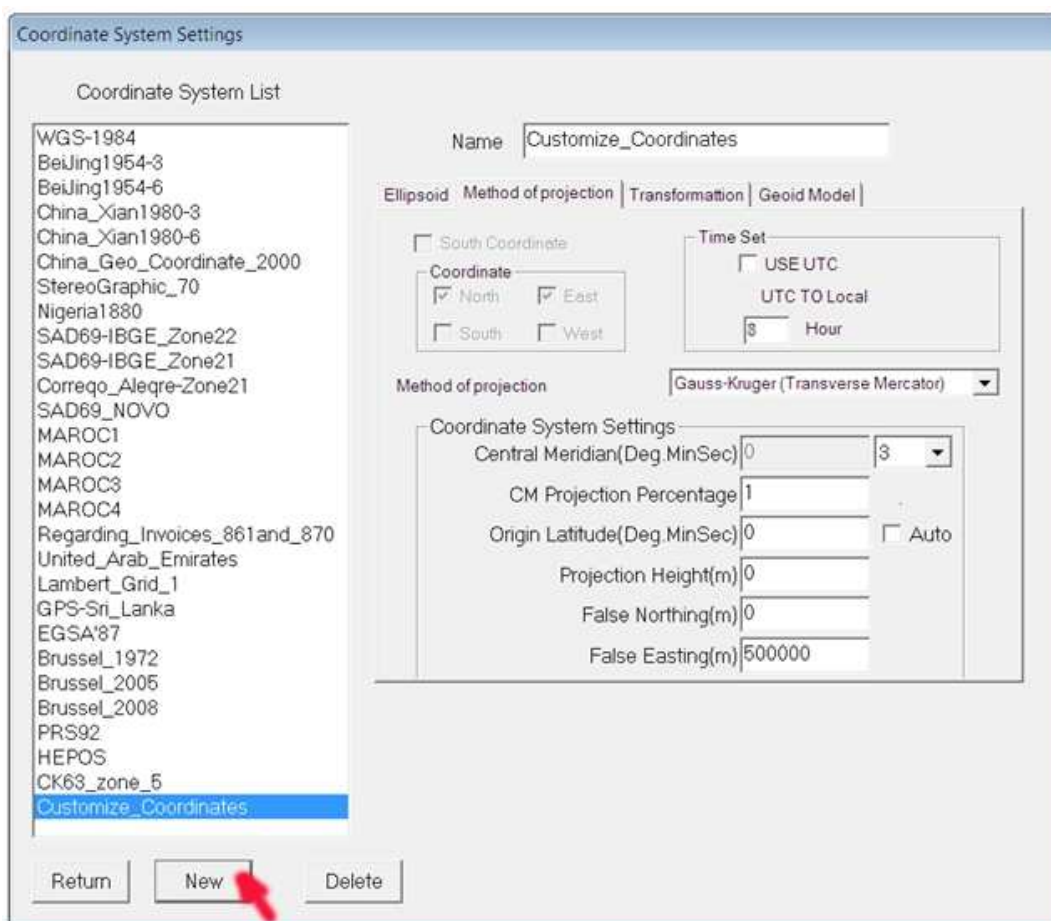 Coordinate System Settings
Coordinate System List
WGS-1984
BeiJing1954-3
BeiJing1954-6
China_Xian1980-3
China_Xian1980-6
China_Geo_Coordinate_2000
StereoGraphic_70
Nigeria1880
SAD69-IBGE_Zone22
SAD69-IBGE_Zone21
Correqo_Aleqre-Zone21
SAD69_NOVO
MAROC1
MAROC2
MAROC3
MAROC4
Regarding_Invoices_861and_870
United_Arab_Emirates
Lambert_Grid_1
GPS-Sri_Lanka
EGSA'87
Brussel_1972
Brussel_2005
Brussel_2008
PRS92
HEPOS
CK63_zone_5
Customize_Coordinates
Return New Delete
Name Customize_Coordinates
Ellipsoid Method of projection Transformattion Geoid Model
South Coordinate
Coordinate
North East
South West
Time Set
USE UTC
UTC TO Local
Hour
Method of projection Gauss-Kruger (Transverse Mercator)
Coordinate System Settings
Central Meridian(Deg.MinSec) 0 3
CM Projection Percentage 1
Origin Latitude(Deg.MinSec) 0 Auto
Projection Height(m) 0
False Northing(m) 0
False Easting(m) 500000